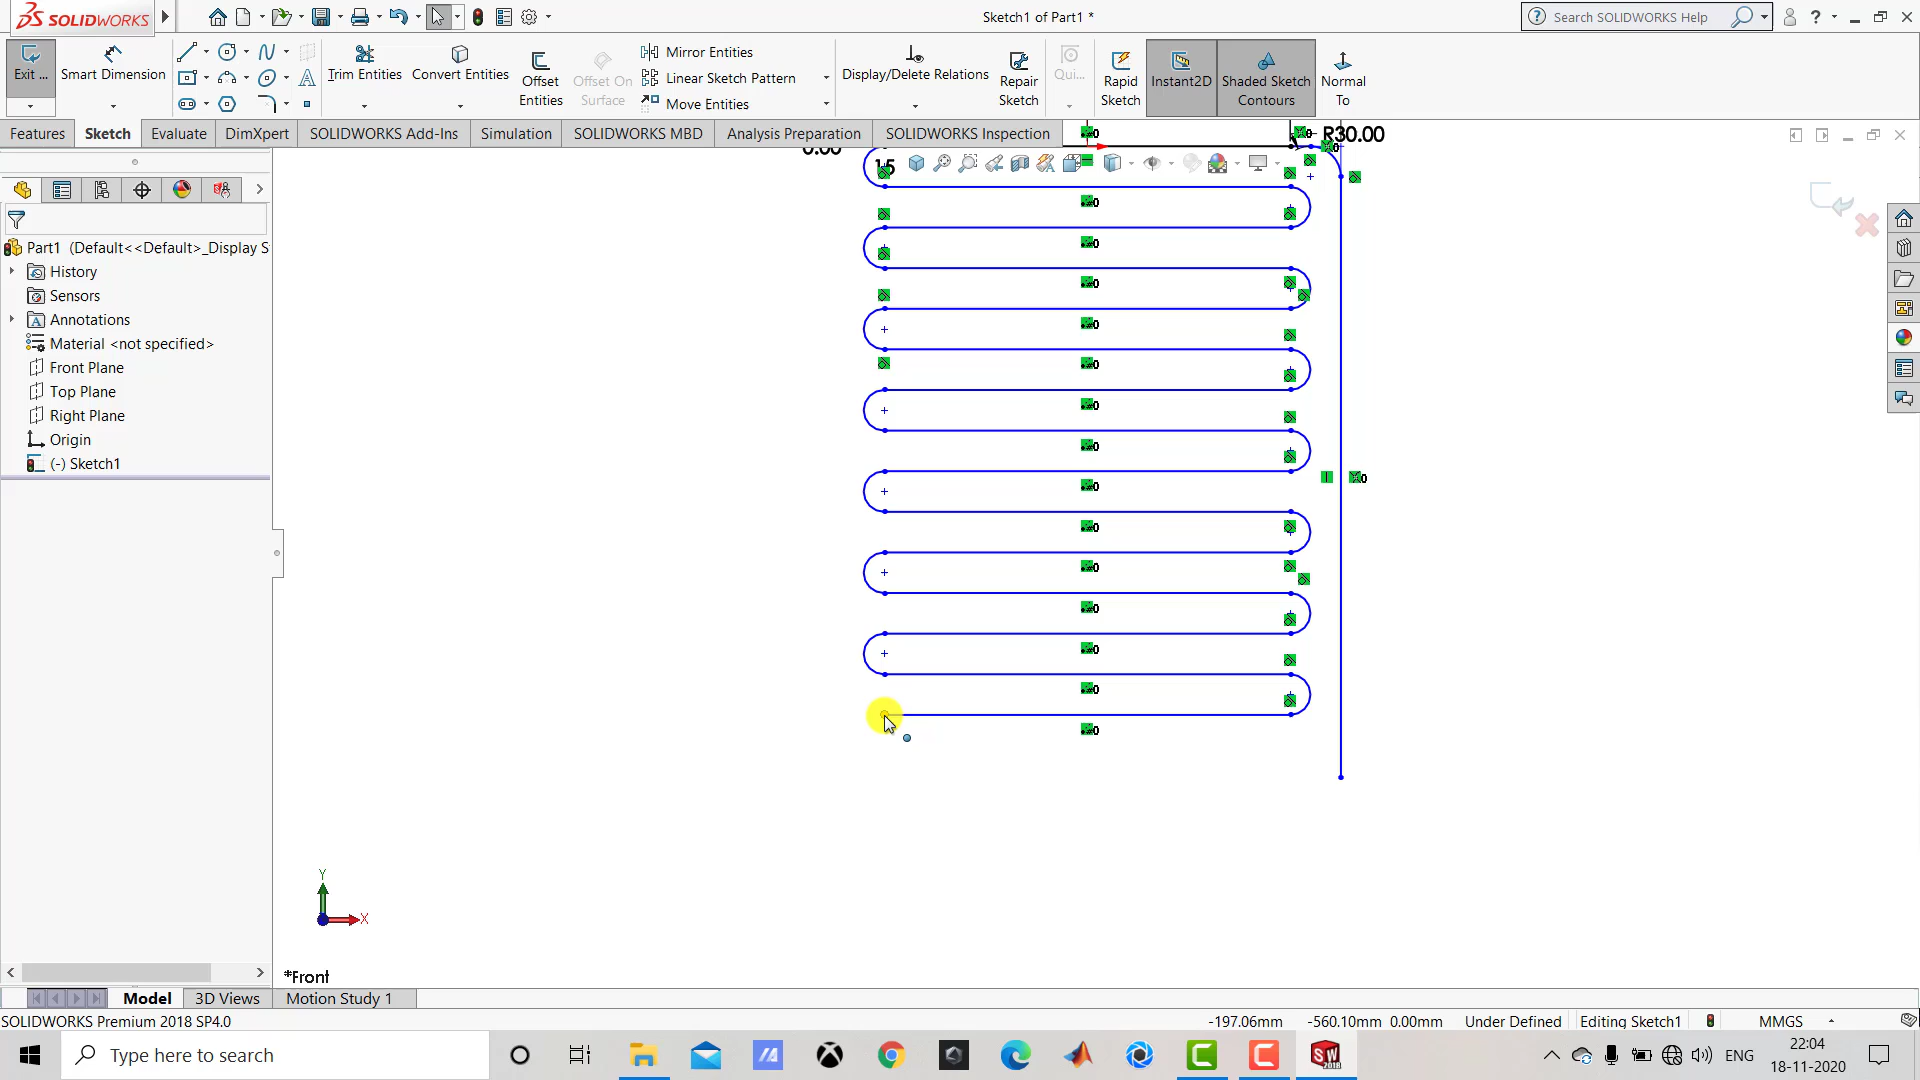 SOLIDWORKS
Sketch1 of Part1 *
Search SOLIDWORKS Help
Exit ...
Smart Dimension
Trim Entities
Convert Entities
Offset Entities
Offset On Surface
Mirror Entities
Linear Sketch Pattern
Move Entities
Display/Delete Relations
Repair Sketch
Qui...
Rapid Sketch
Instant2D
Shaded Sketch Contours
Normal To
Features
Sketch
Evaluate
DimXpert
SOLIDWORKS Add-Ins
Simulation
SOLIDWORKS MBD
Analysis Preparation
SOLIDWORKS Inspection
R30.00
15
Part1 (Default<<Default>_Display S
History
Sensors
Annotations
Material <not specified>
Front Plane
Top Plane
Right Plane
Origin
(-) Sketch1
Y
X
*Front
Model
3D Views
Motion Study 1
SOLIDWORKS Premium 2018 SP4.0
-197.06mm
-560.10mm 0.00mm
Under Defined
Editing Sketch1
MMGS
Type here to search
ENG
22:04
18-11-2020